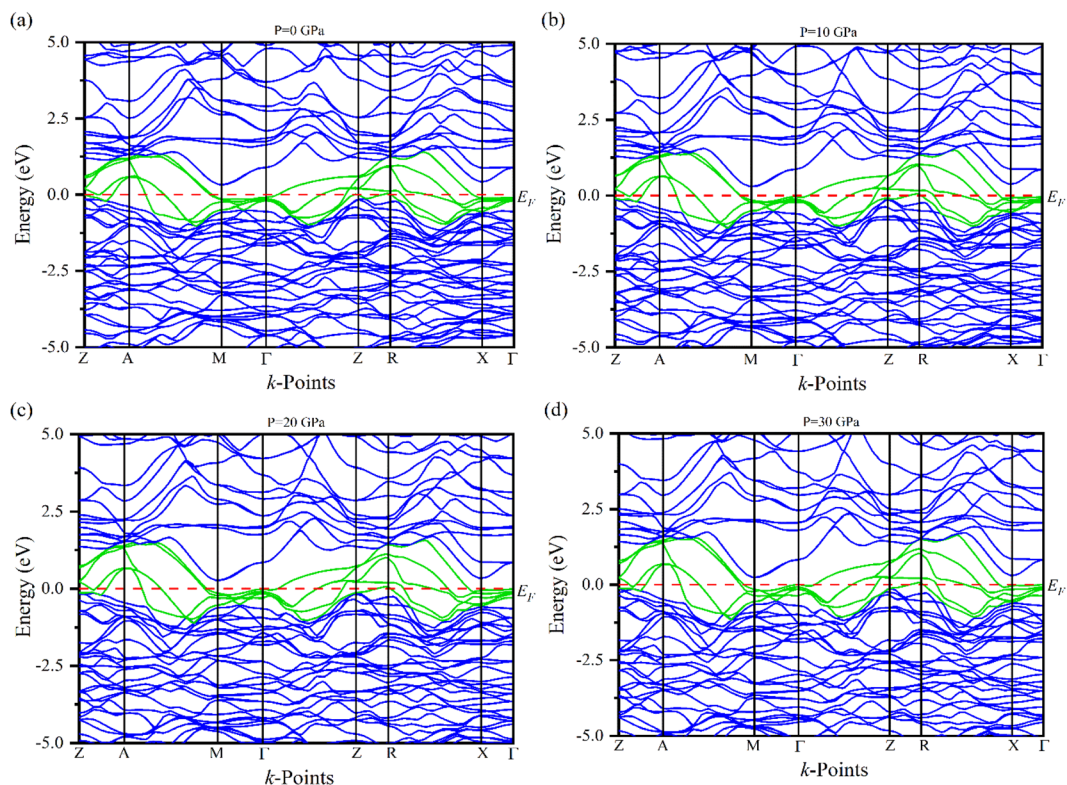 (a)
P=0 GPa
5.0
2.5
0.0
-2.5
-5.0
Energy (eV)
E_F
Z A M Γ Z R X Γ
k-Points
(b)
P=10 GPa
5.0
2.5
0.0
-2.5
-5.0
Energy (eV)
E_F
Z A M Γ Z R X Γ
k-Points
(c)
P=20 GPa
5.0
2.5
0.0
-2.5
-5.0
Energy (eV)
E_F
Z A M Γ Z R X Γ
k-Points
(d)
P=30 GPa
5.0
2.5
0.0
-2.5
-5.0
Energy (eV)
E_F
Z A M Γ Z R X Γ
k-Points